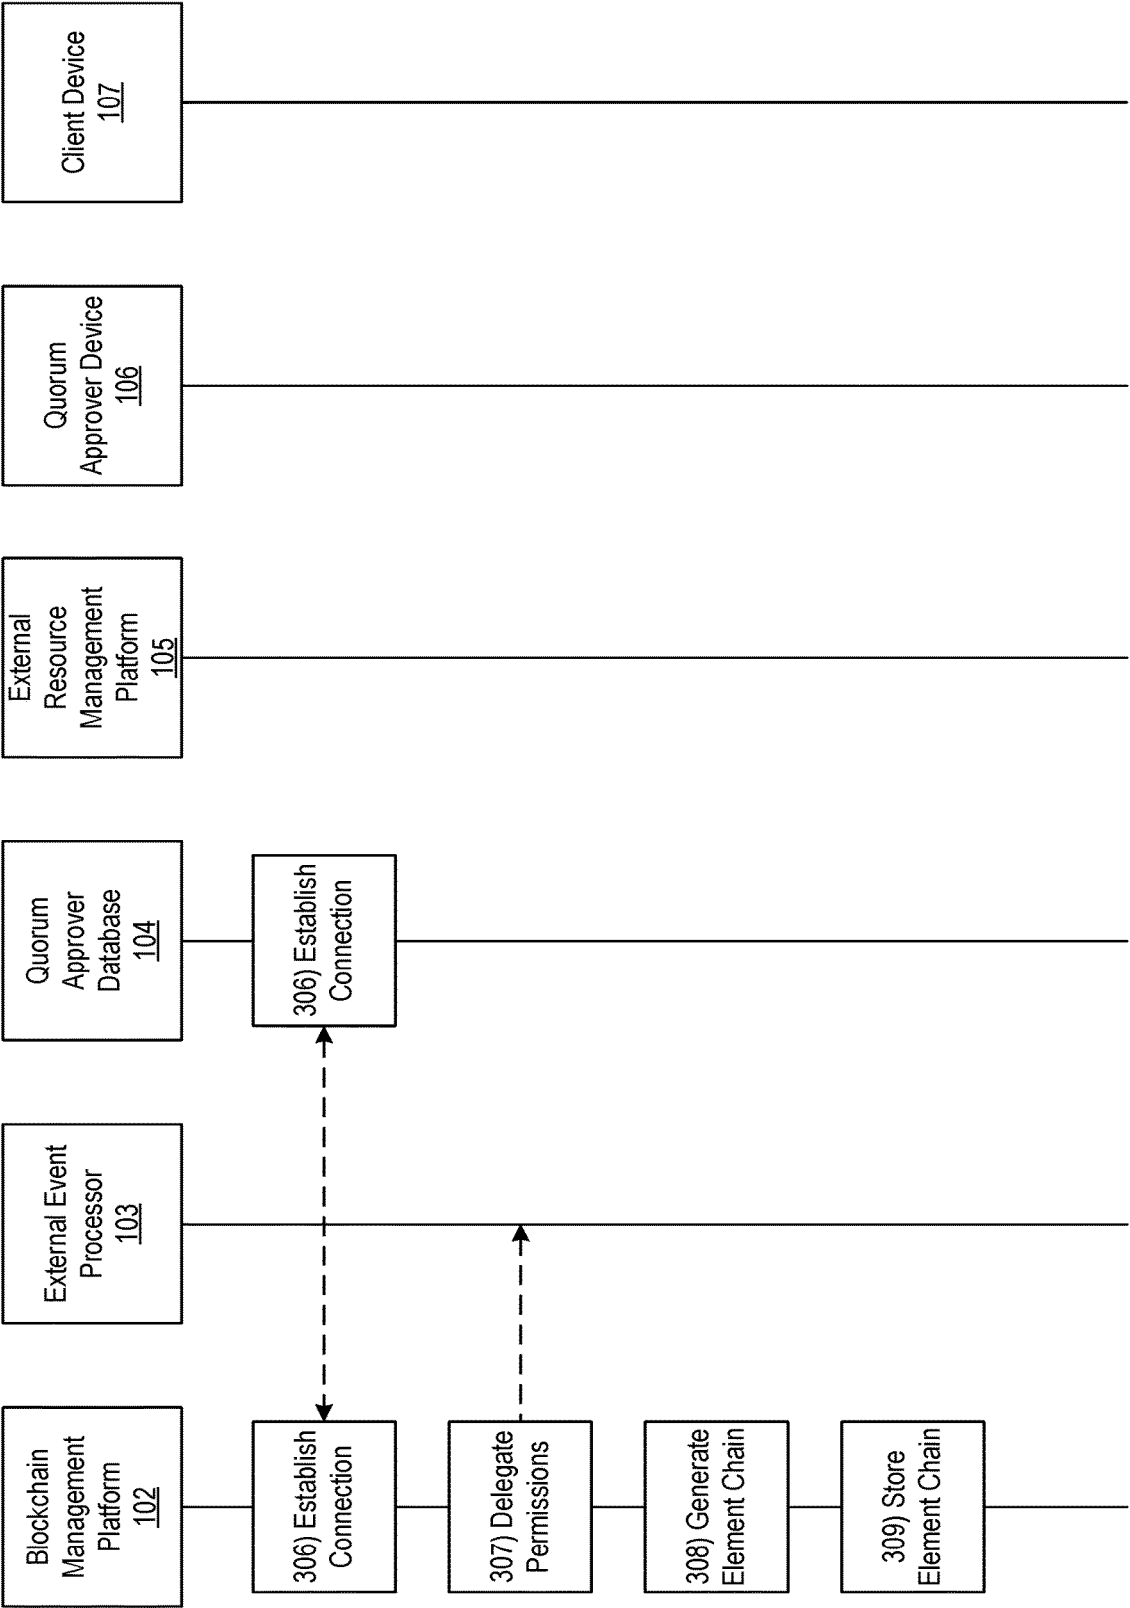 Blockchain
Management
Platform
102
External Event
Processor
103
Quorum
Approver
Database
104
External
Resource
Management
Platform
105
Quorum
Approver Device
106
Client Device
107
306) Establish
Connection
306) Establish
Connection
307) Delegate
Permissions
308) Generate
Element Chain
309) Store
Element Chain